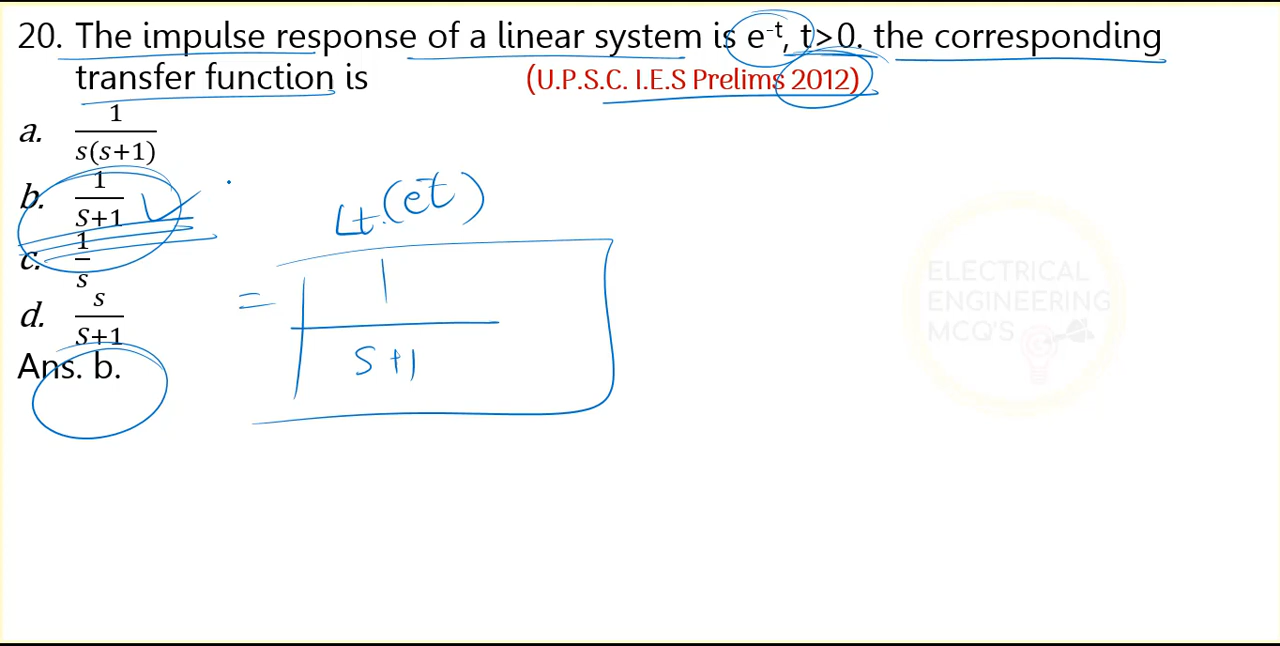 20. The impulse response of a linear system is e⁻ᵗ, t>0. the corresponding
transfer function is (U.P.S.C. I.E.S Prelims 2012)
a. 1/s(s+1)
b. 1/S+1
c. 1/s
d. s/S+1
Ans. b.
Lt.(e⁻ᵗ)
= 1/s+1
ELECTRICAL
ENGINEERING
MCQ'S